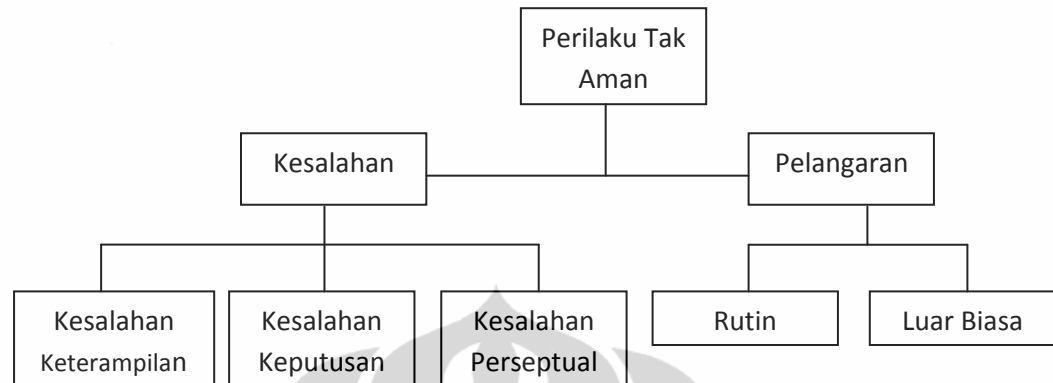 Perilaku Tak
Aman
Kesalahan
Pelangaran
Kesalahan
Keterampilan
Kesalahan
Keputusan
Kesalahan
Perseptual
Rutin
Luar Biasa